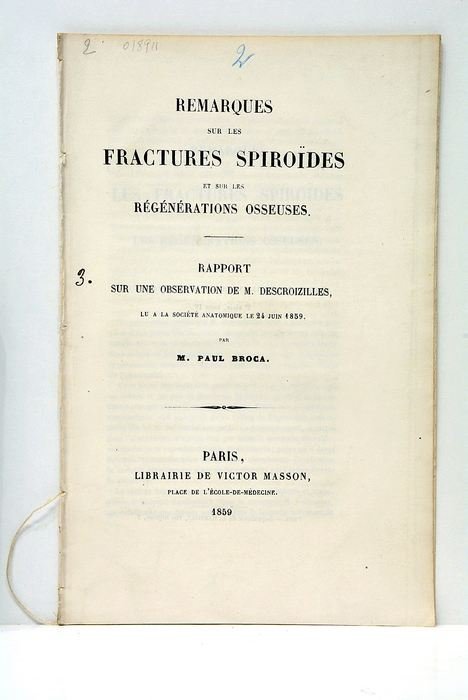 2. 018911
2
REMARQUES
SUR LES
FRACTURES SPIROÏDES
ET SUR LES
RÉGÉNÉRATIONS OSSEUSES.
RAPPORT
3.
SUR UNE OBSERVATION DE M. DESCROIZILLES,
LU A LA SOCIÉTÉ ANATOMIQUE LE 24 JUIN 1859.
PAR
M. PAUL BROCA.
PARIS,
LIBRAIRIE DE VICTOR MASSON,
PLACE DE L'ÉCOLE-DE-MÉDECINE.
1859